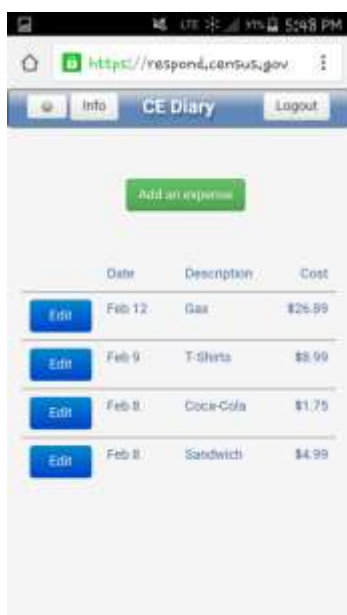 LTE 91% 5:48 PM
https://respond.census.gov
Info CE Diary Logout
Add an expense
Date Description Cost
Edit Feb 12 Gas $26.89
Edit Feb 9 T-Shirts $8.99
Edit Feb 8 Coca-Cola $1.75
Edit Feb 8 Sandwich $4.99